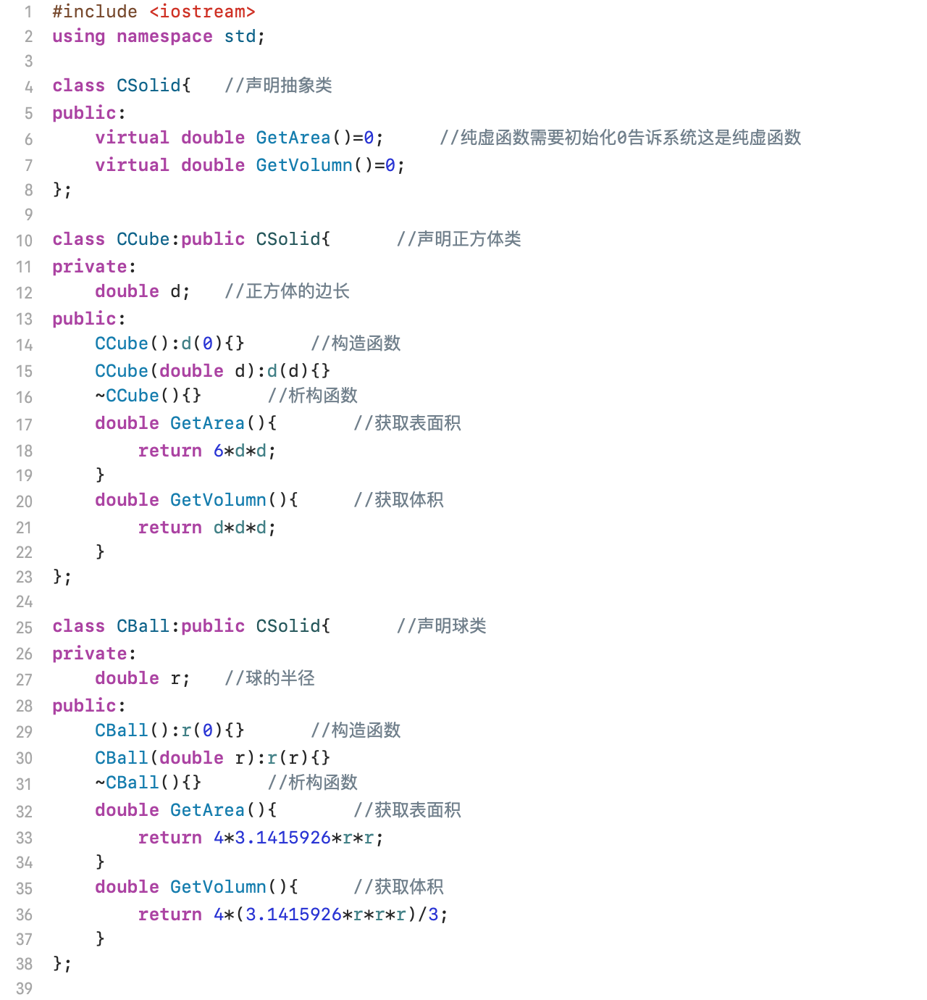 1 #include <iostream>
2 using namespace std;
3
4 class CSolid{   //声明抽象类
5 public:
6     virtual double GetArea()=0;     //纯虚函数需要初始化0告诉系统这是纯虚函数
7     virtual double GetVolumn()=0;
8 };
9
10 class CCube:public CSolid{      //声明正方体类
11 private:
12     double d;   //正方体的边长
13 public:
14     CCube():d(0){}      //构造函数
15     CCube(double d):d(d){}
16     ~CCube(){}      //析构函数
17     double GetArea(){       //获取表面积
18         return 6*d*d;
19     }
20     double GetVolumn(){     //获取体积
21         return d*d*d;
22     }
23 };
24
25 class CBall:public CSolid{      //声明球类
26 private:
27     double r;   //球的半径
28 public:
29     CBall():r(0){}      //构造函数
30     CBall(double r):r(r){}
31     ~CBall(){}      //析构函数
32     double GetArea(){       //获取表面积
33         return 4*3.1415926*r*r;
34     }
35     double GetVolumn(){     //获取体积
36         return 4*(3.1415926*r*r*r)/3;
37     }
38 };
39